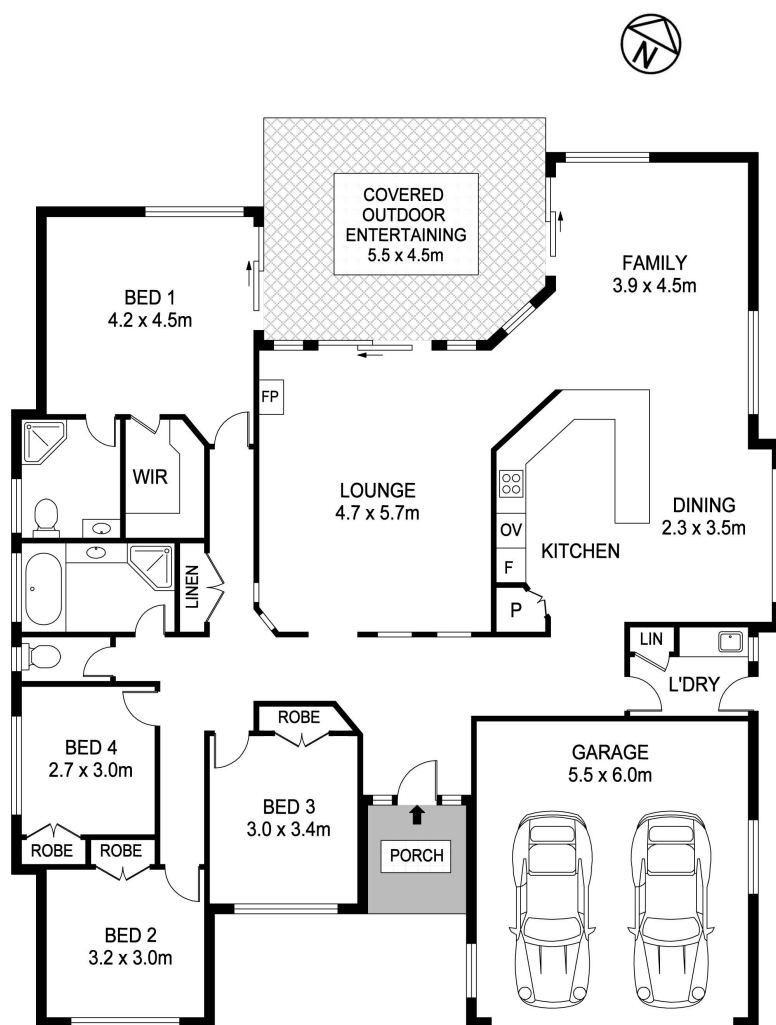 N
COVERED
OUTDOOR
ENTERTAINING
5.5 x 4.5m
FAMILY
3.9 x 4.5m
BED 1
4.2 x 4.5m
FP
WIR
LOUNGE
4.7 x 5.7m
OV
F
KITCHEN
DINING
2.3 x 3.5m
LINEN
P
LIN
L'DRY
ROBE
BED 4
2.7 x 3.0m
GARAGE
5.5 x 6.0m
BED 3
3.0 x 3.4m
ROBE
ROBE
PORCH
BED 2
3.2 x 3.0m